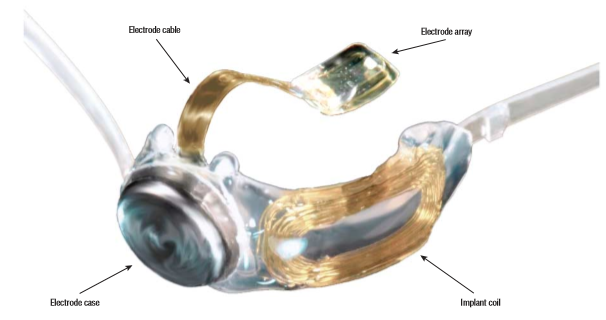 Electrode cable
Electrode array
Electrode case
Implant coil